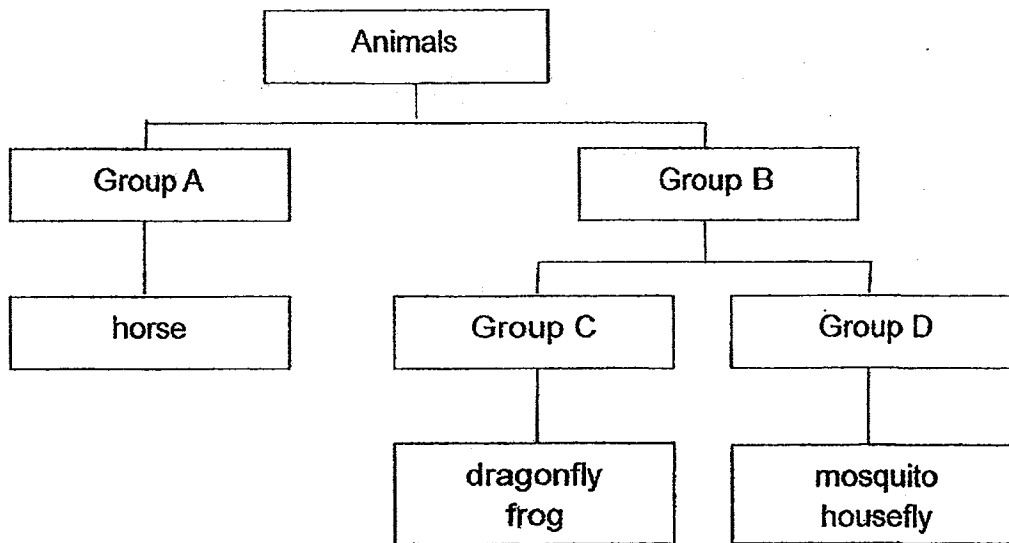 Animals
Group A
Group B
horse
Group C
Group D
dragonfly
frog
mosquito
housefly